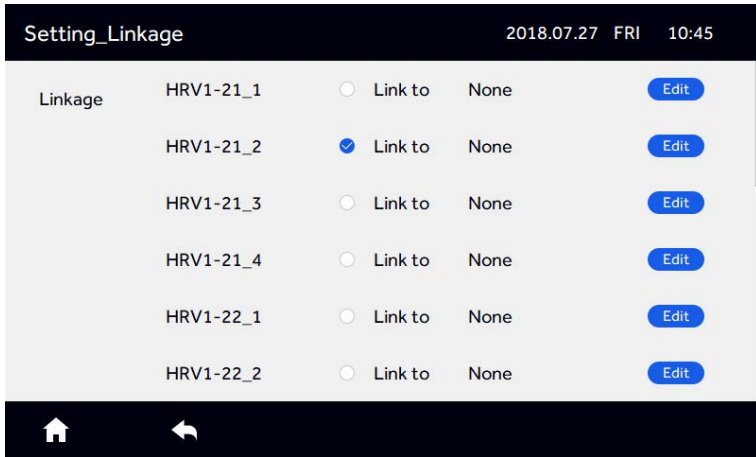 Setting_Linkage 2018.07.27 FRI 10:45
Linkage HRV1-21_1 Link to None Edit
HRV1-21_2 Link to None Edit
HRV1-21_3 Link to None Edit
HRV1-21_4 Link to None Edit
HRV1-22_1 Link to None Edit
HRV1-22_2 Link to None Edit